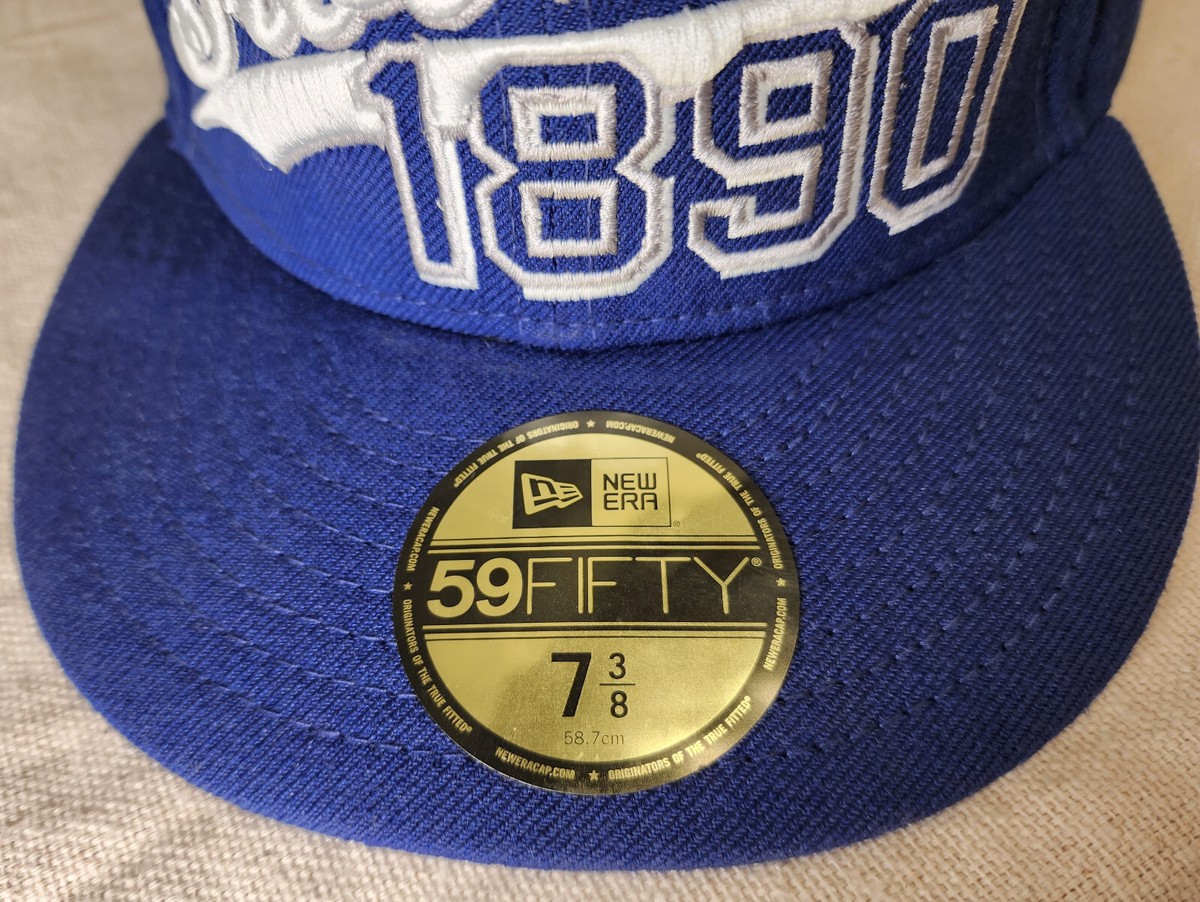 1890
NEW
ERA
®
59FIFTY®
7 3/8
58.7cm
NEWERACAP.COM ★ ORIGINATORS OF THE TRUE FITTED®
NEWERACAP.COM ★ ORIGINATORS OF THE TRUE FITTED®
NEWERACAP.COM ★ ORIGINATORS OF THE TRUE FITTED®
NEWERACAP.COM ★ ORIGINATORS OF THE TRUE FITTED®